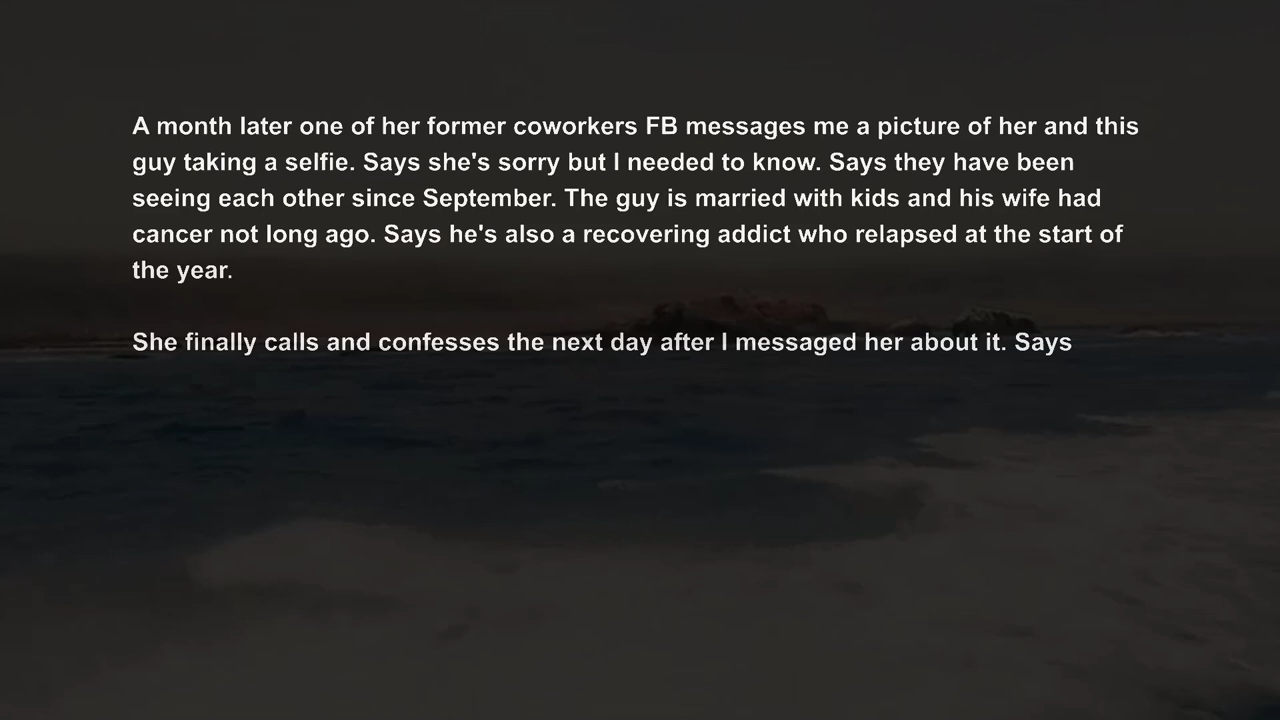 A month later one of her former coworkers FB messages me a picture of her and this
guy taking a selfie. Says she's sorry but I needed to know. Says they have been
seeing each other since September. The guy is married with kids and his wife had
cancer not long ago. Says he's also a recovering addict who relapsed at the start of
the year.
She finally calls and confesses the next day after I messaged her about it. Says